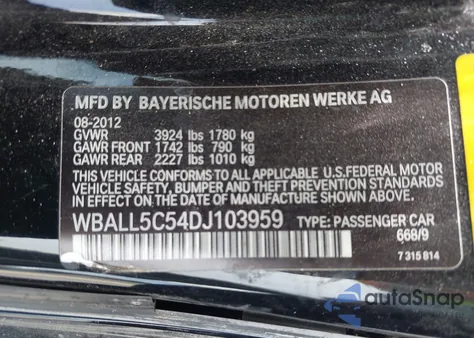 MFD BY BAYERISCHE MOTOREN WERKE AG
08-2012
GVWR 3924 lbs 1780 kg
GAWR FRONT 1742 lbs 790 kg
GAWR REAR 2227 lbs 1010 kg
THIS VEHICLE CONFORMS TO ALL APPLICABLE U.S.FEDERAL MOTOR
VEHICLE SAFETY, BUMPER AND THEFT PREVENTION STANDARDS
IN EFFECT ON THE DATE OF MANUFACTURE SHOWN ABOVE.
WBALL5C54DJ103959 TYPE: PASSENGER CAR
668/9
7 315 814
autoSnap